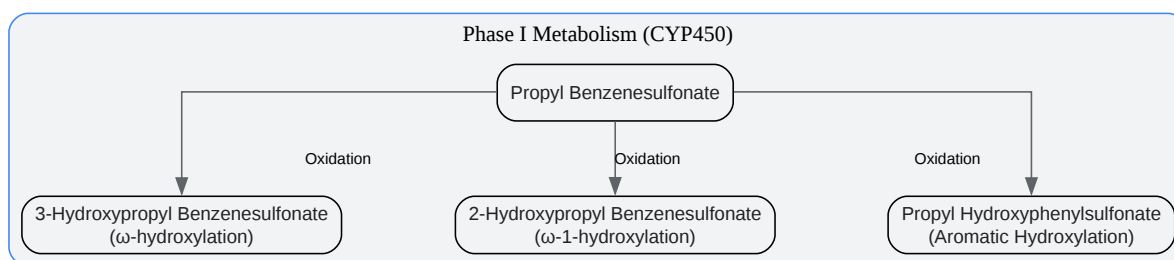 Phase I Metabolism (CYP450)
Propyl Benzenesulfonate
Oxidation
Oxidation
Oxidation
3-Hydroxypropyl Benzenesulfonate
(ω-hydroxylation)
2-Hydroxypropyl Benzenesulfonate
(ω-1-hydroxylation)
Propyl Hydroxyphenylsulfonate
(Aromatic Hydroxylation)